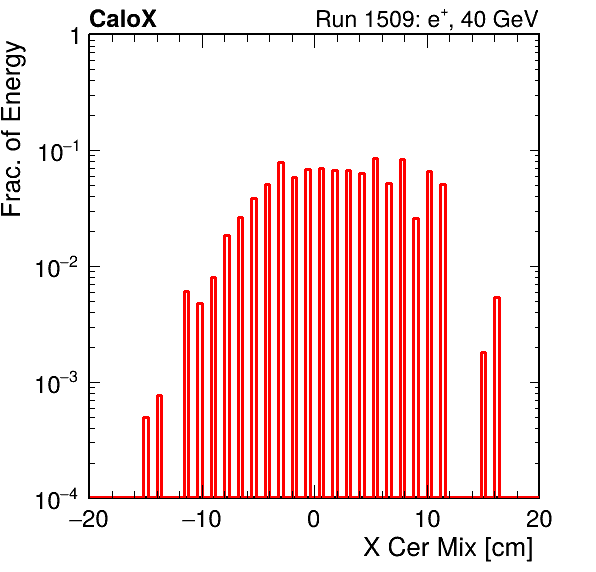 CaloX Run 1509: e⁺, 40 GeV
Frac. of Energy
1
10⁻¹
10⁻²
10⁻³
10⁻⁴
−20 −10 0 10 20
X Cer Mix [cm]